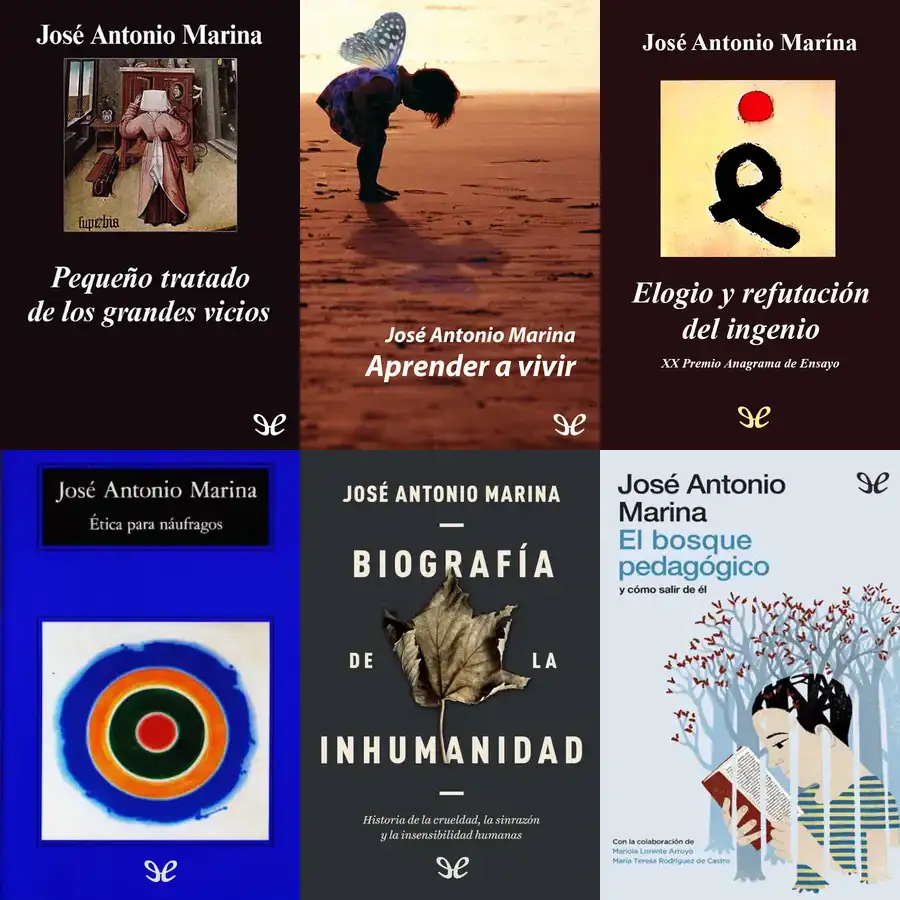 José Antonio Marina
superbia
Pequeño tratado
de los grandes vicios
José Antonio Marina
Aprender a vivir
José Antonio Marína
Elogio y refutación
del ingenio
XX Premio Anagrama de Ensayo
José Antonio Marina
Ética para náufragos
JOSÉ ANTONIO MARINA
BIOGRAFÍA
DE LA
INHUMANIDAD
Historia de la crueldad, la sinrazón
y la insensibilidad humanas
José Antonio
Marina
El bosque
pedagógico
y cómo salir de él
Con la colaboración de
Mariola Lorente Arroyo
María Teresa Rodríguez de Castro